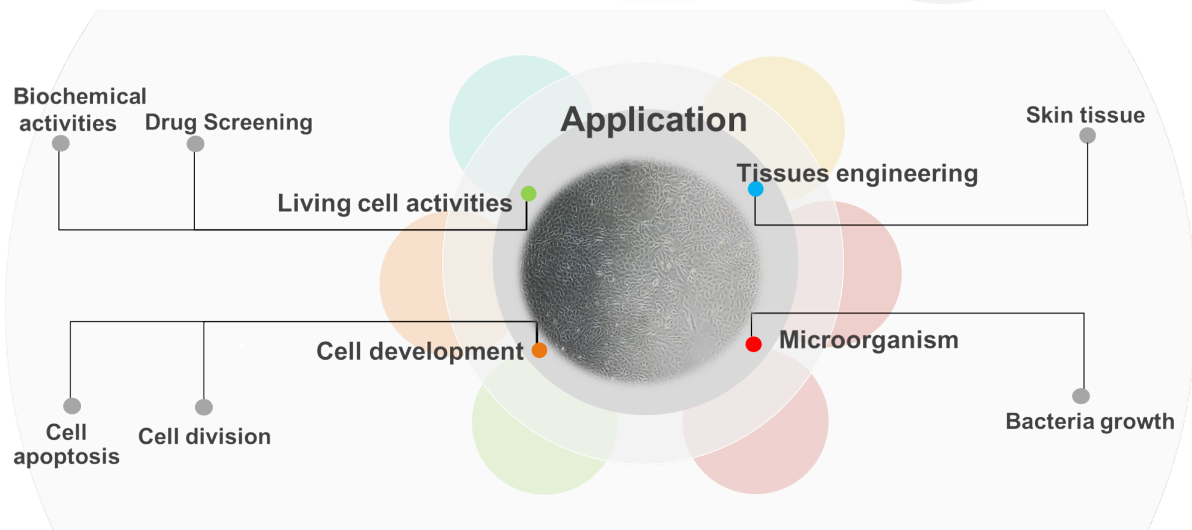 Application
Biochemical
activities
Drug Screening
Living cell activities
Tissues engineering
Skin tissue
Cell development
Cell
apoptosis
Cell division
Microorganism
Bacteria growth